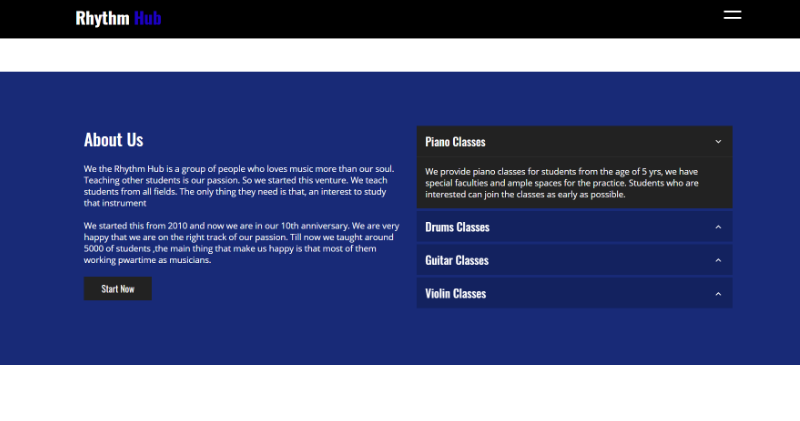 Rhythm Hub
About Us
We the Rhythm Hub is a group of people who loves music more than our soul.
Teaching other students is our passion. So we started this venture. We teach
students from all fields. The only thing they need is that, an interest to study
that instrument
We started this from 2010 and now we are in our 10th anniversary. We are very
happy that we are on the right track of our passion. Till now we taught around
5000 of students ,the main thing that make us happy is that most of them
working pwartime as musicians.
Start Now
Piano Classes
We provide piano classes for students from the age of 5 yrs, we have
special faculties and ample spaces for the practice. Students who are
interested can join the classes as early as possible.
Drums Classes
Guitar Classes
Violin Classes